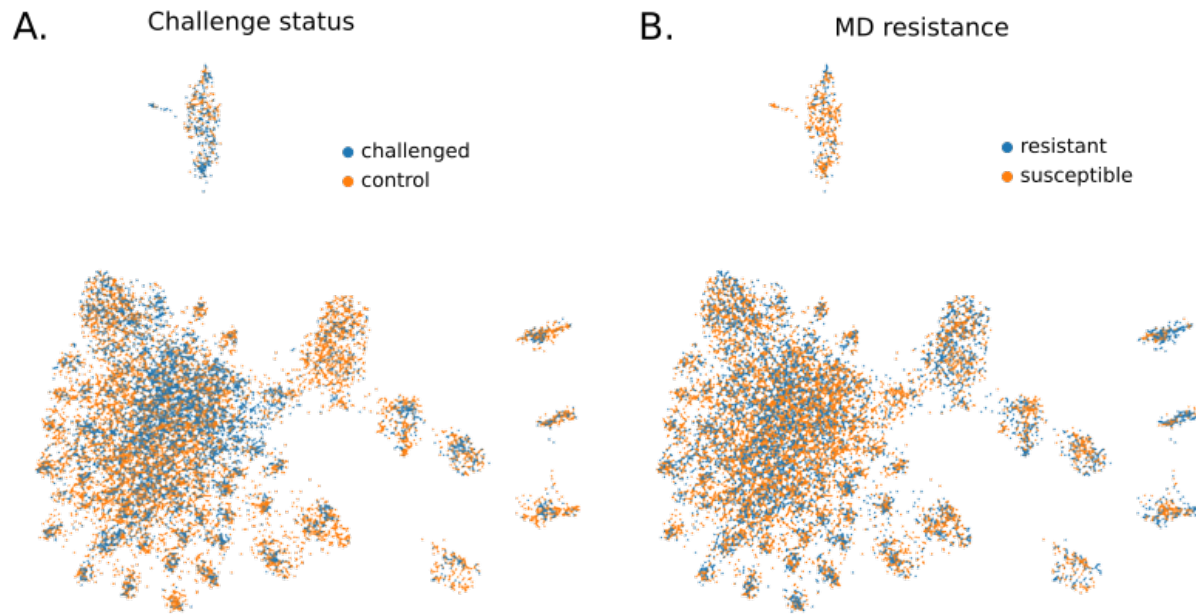 A.
Challenge status
challenged
control
B.
MD resistance
resistant
susceptible